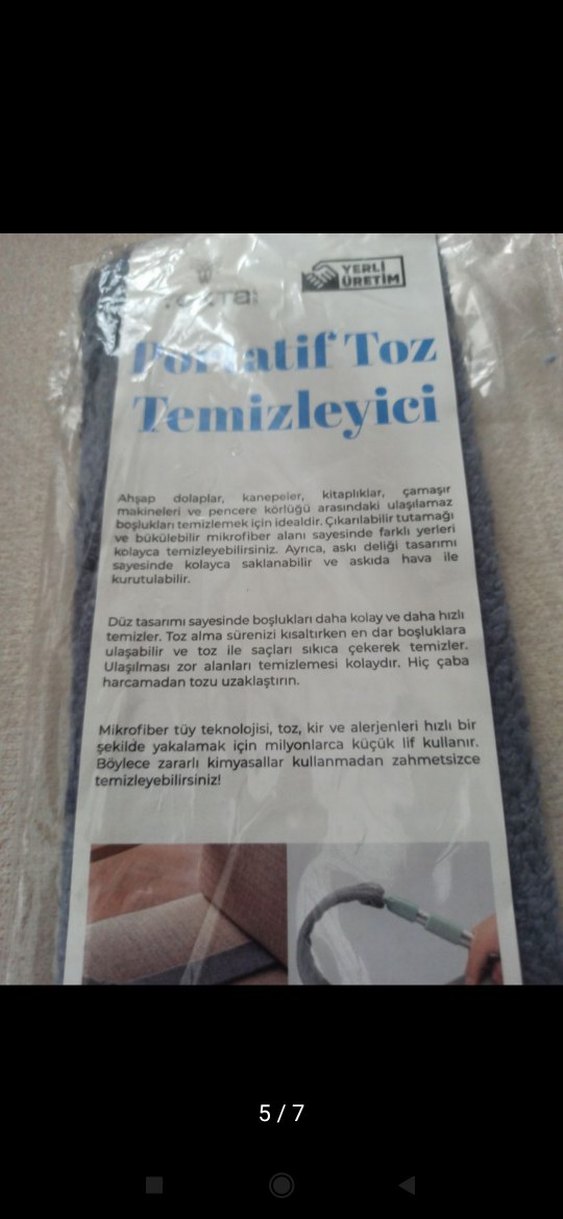 YERLİ
ÜRETİM
Portatif Toz
Temizleyici
Ahşap dolaplar, kanepeler, kitaplıklar, çamaşır
makineleri ve pencere körlüğü arasındaki ulaşılamaz
boşlukları temizlemek için idealdir. Çıkarılabilir tutamağı
ve bükülebilir mikrofiber alanı sayesinde farklı yerleri
kolayca temizleyebilirsiniz. Ayrıca, askı deliği tasarımı
sayesinde kolayca saklanabilir ve askıda hava ile
kurutulabilir.
Düz tasarımı sayesinde boşlukları daha kolay ve daha hızlı
temizler. Toz alma sürenizi kısaltırken en dar boşluklara
ulaşabilir ve toz ile saçları sıkıca çekerek temizler.
Ulaşılması zor alanları temizlemesi kolaydır. Hiç çaba
harcamadan tozu uzaklaştırın.
Mikrofiber tüy teknolojisi, toz, kir ve alerjenleri hızlı bir
şekilde yakalamak için milyonlarca küçük lif kullanır.
Böylece zararlı kimyasallar kullanmadan zahmetsizce
temizleyebilirsiniz!
5 / 7